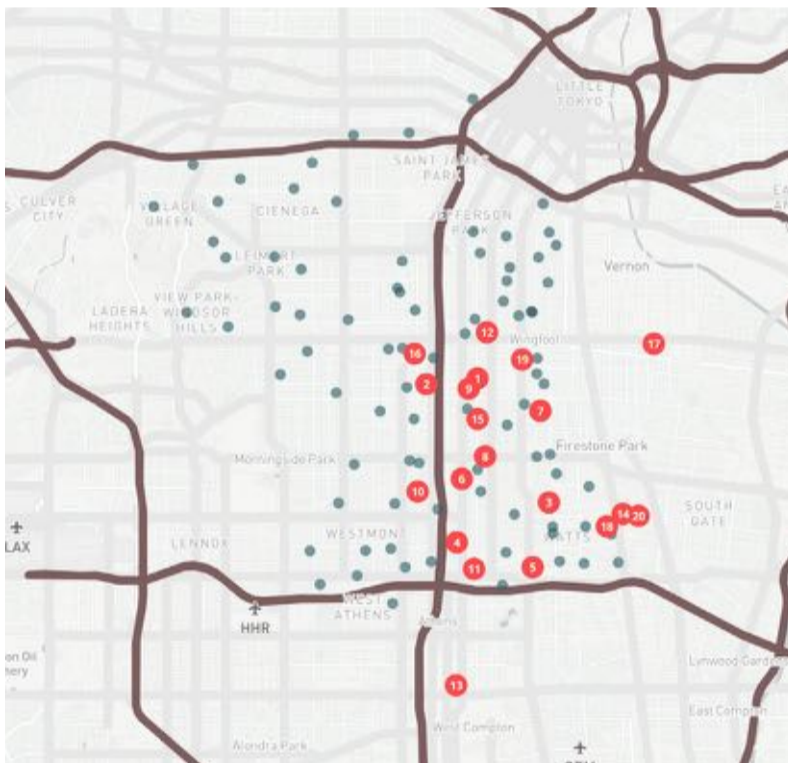 LITTLE
TOKYO
SAINT JAMES
PARK
CULVER
CITY
VILLAGE
GREEN
CIENEGA
JEFFERSON
PARK
LEIMERT
PARK
Vernon
VIEW PARK-
WINDSOR
HILLS
LADERA
HEIGHTS
12
Wingfoot
17
16
19
2
1
9
7
15
Firestone Park
8
Morningside Park
6
10
3
SOUTH
GATE
14
20
18
LAX
LENNOX
WESTMONT
4
WATTS
11
5
WEST
ATHENS
HHR
Athens
on Oil
nery
Lynwood Gardens
13
East Compton
West Compton
Alondra Park